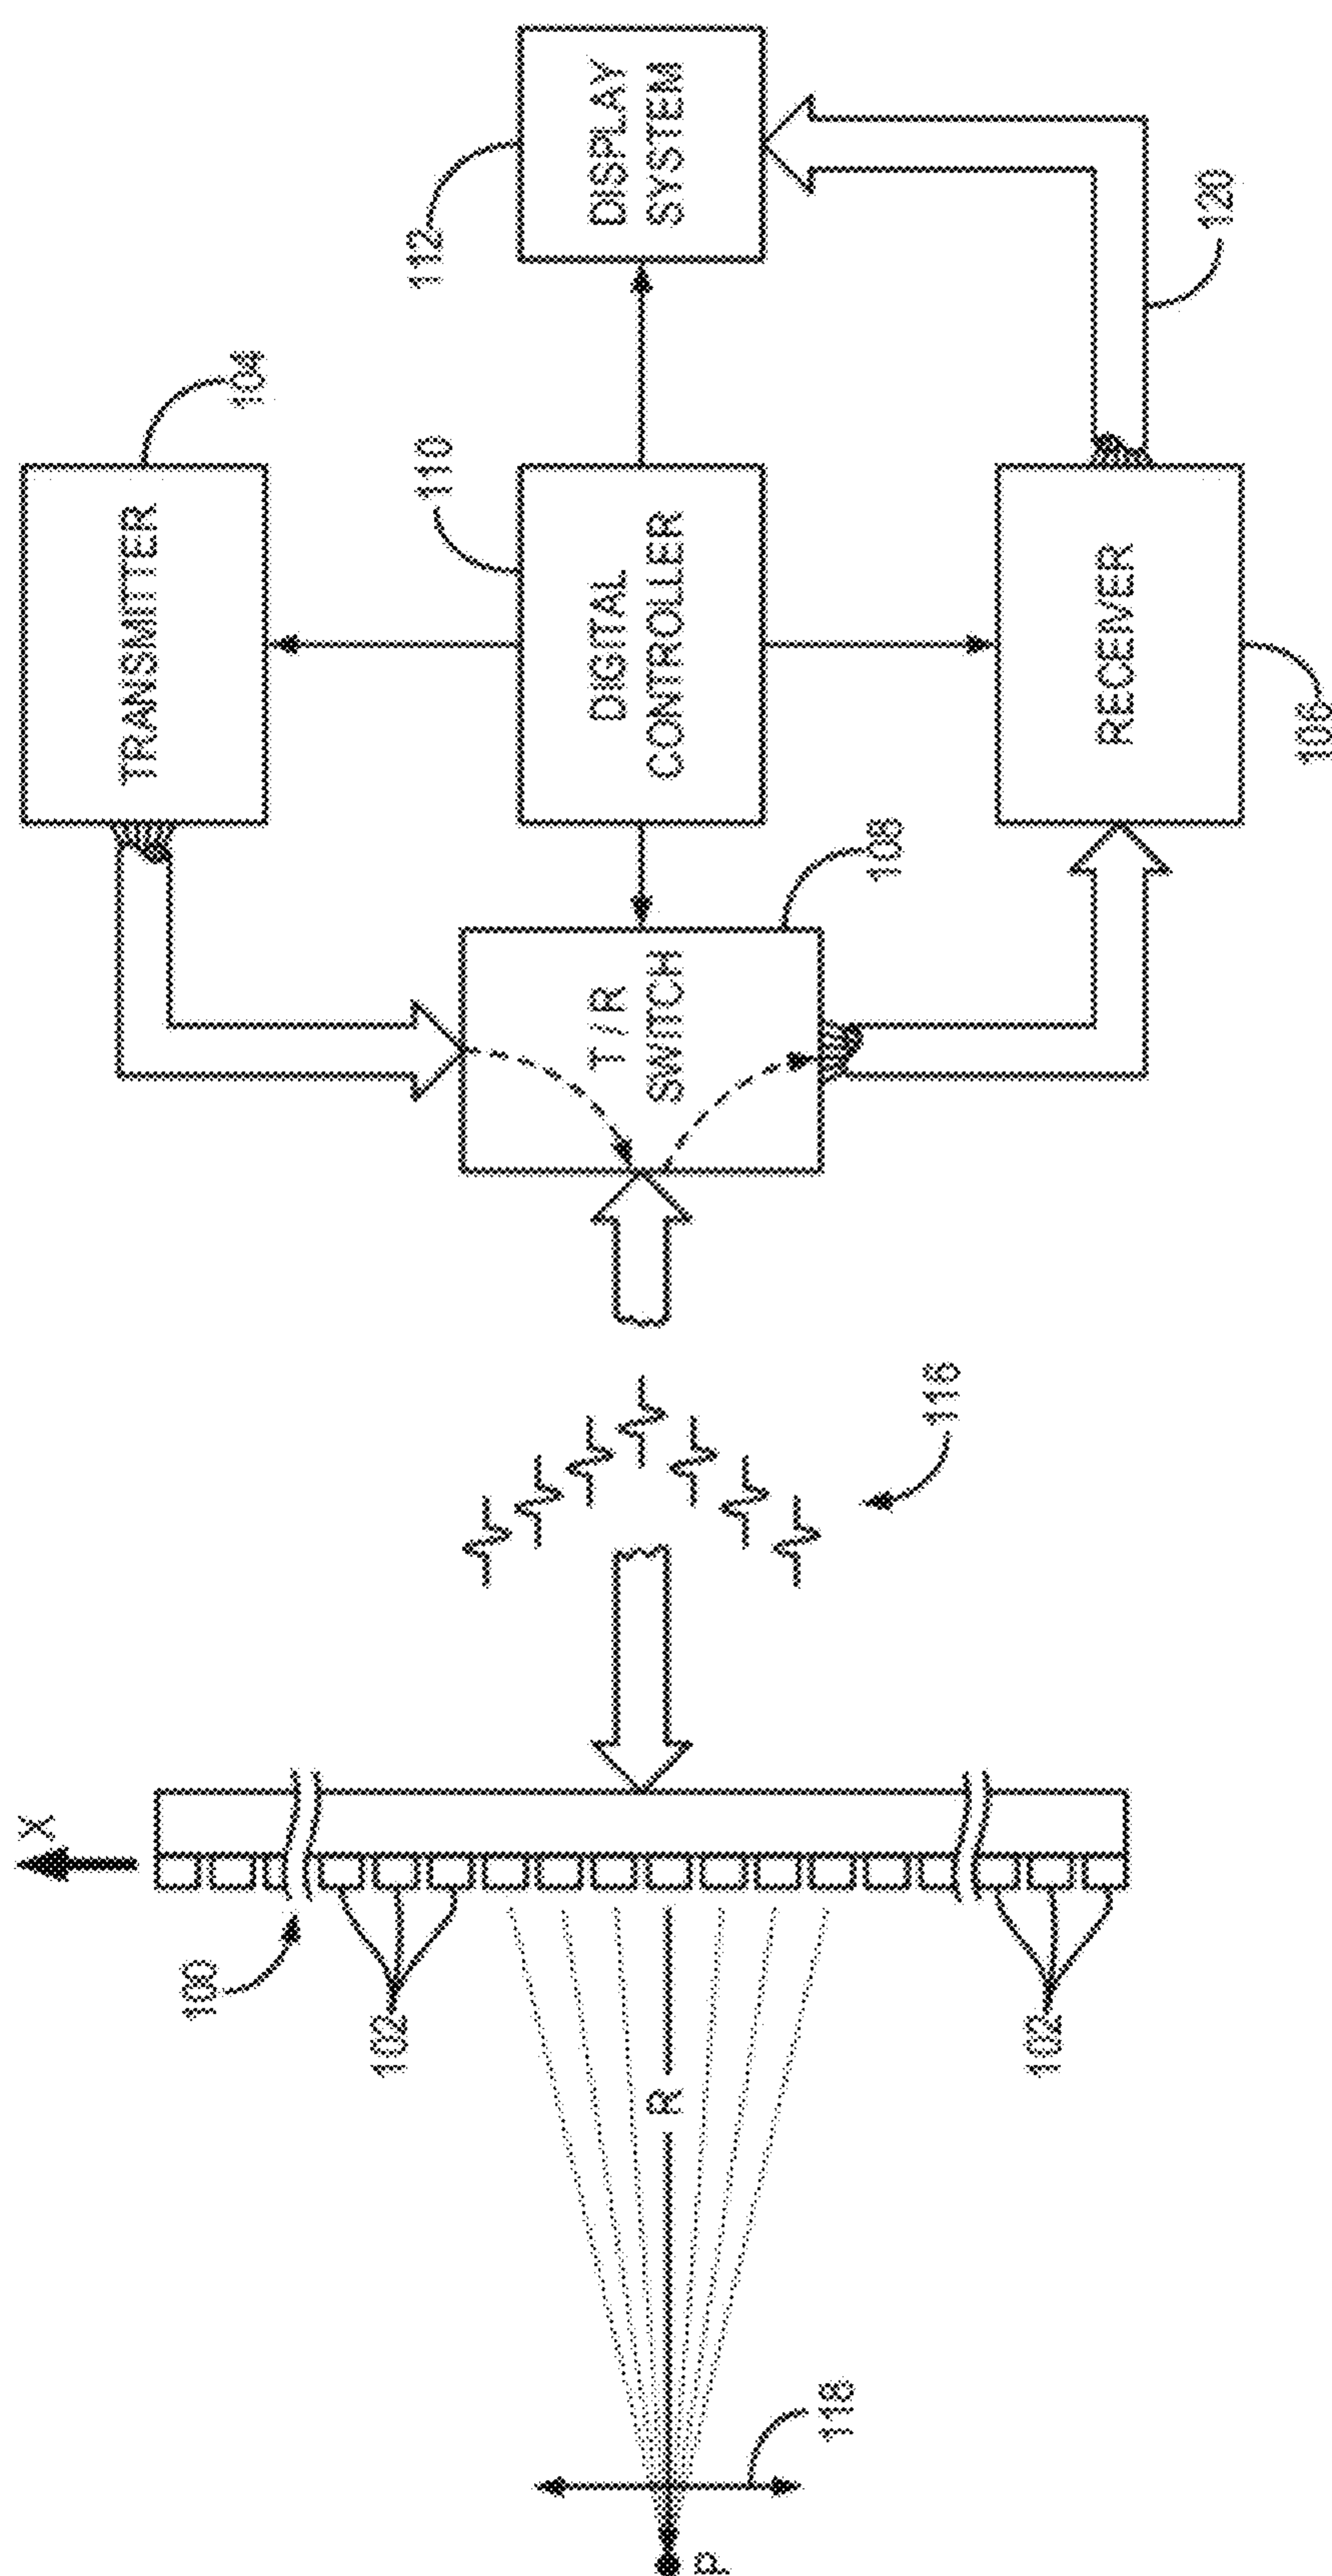 X
TRANSMITTER
100
104
102
110
112
T / R
SWITCH
DIGITAL
CONTROLLER
DISPLAY
SYSTEM
R
P
118
116
108
102
RECEIVER
120
106